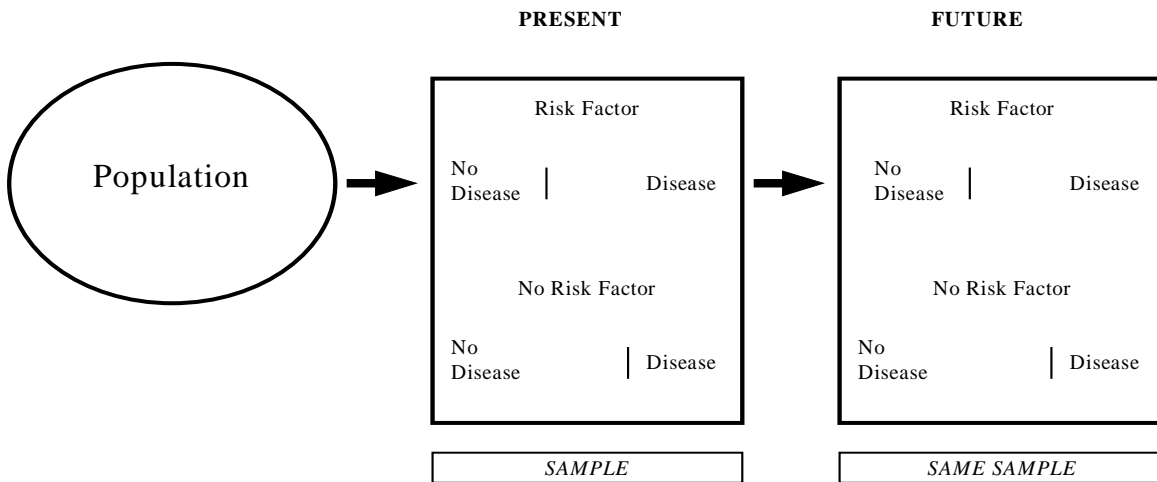 PRESENT
FUTURE
Population
Risk Factor
No
Disease
Disease
No Risk Factor
No
Disease
Disease
SAMPLE
Risk Factor
No
Disease
Disease
No Risk Factor
No
Disease
Disease
SAME SAMPLE